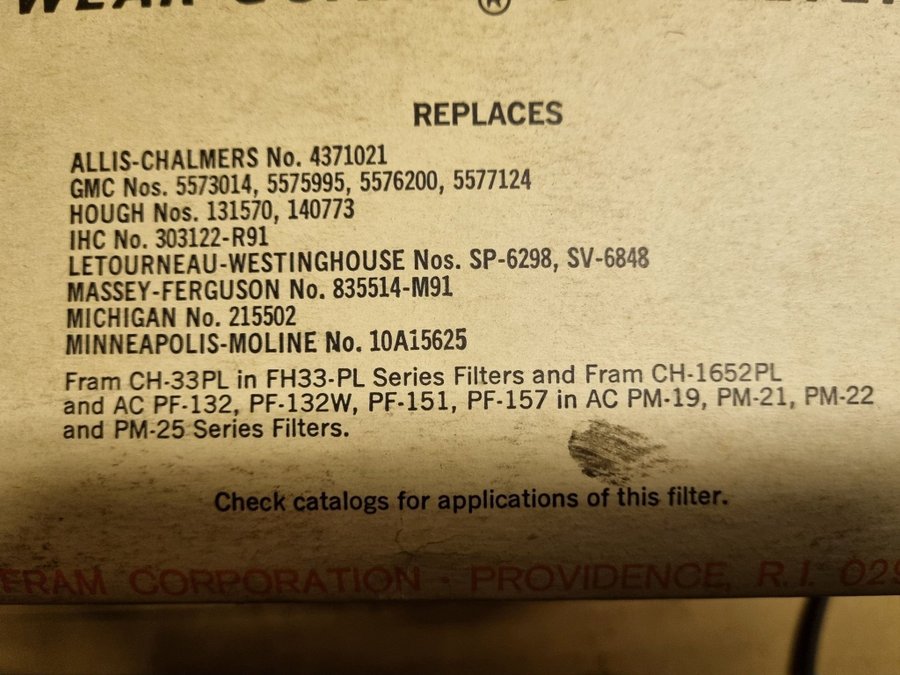 ®
REPLACES
ALLIS-CHALMERS No. 4371021
GMC Nos. 5573014, 5575995, 5576200, 5577124
HOUGH Nos. 131570, 140773
IHC No. 303122-R91
LETOURNEAU-WESTINGHOUSE Nos. SP-6298, SV-6848
MASSEY-FERGUSON No. 835514-M91
MICHIGAN No. 215502
MINNEAPOLIS-MOLINE No. 10A15625
Fram CH-33PL in FH33-PL Series Filters and Fram CH-1652PL
and AC PF-132, PF-132W, PF-151, PF-157 in AC PM-19, PM-21, PM-22
and PM-25 Series Filters.
Check catalogs for applications of this filter.
FRAM CORPORATION · PROVIDENCE, R.I. 029